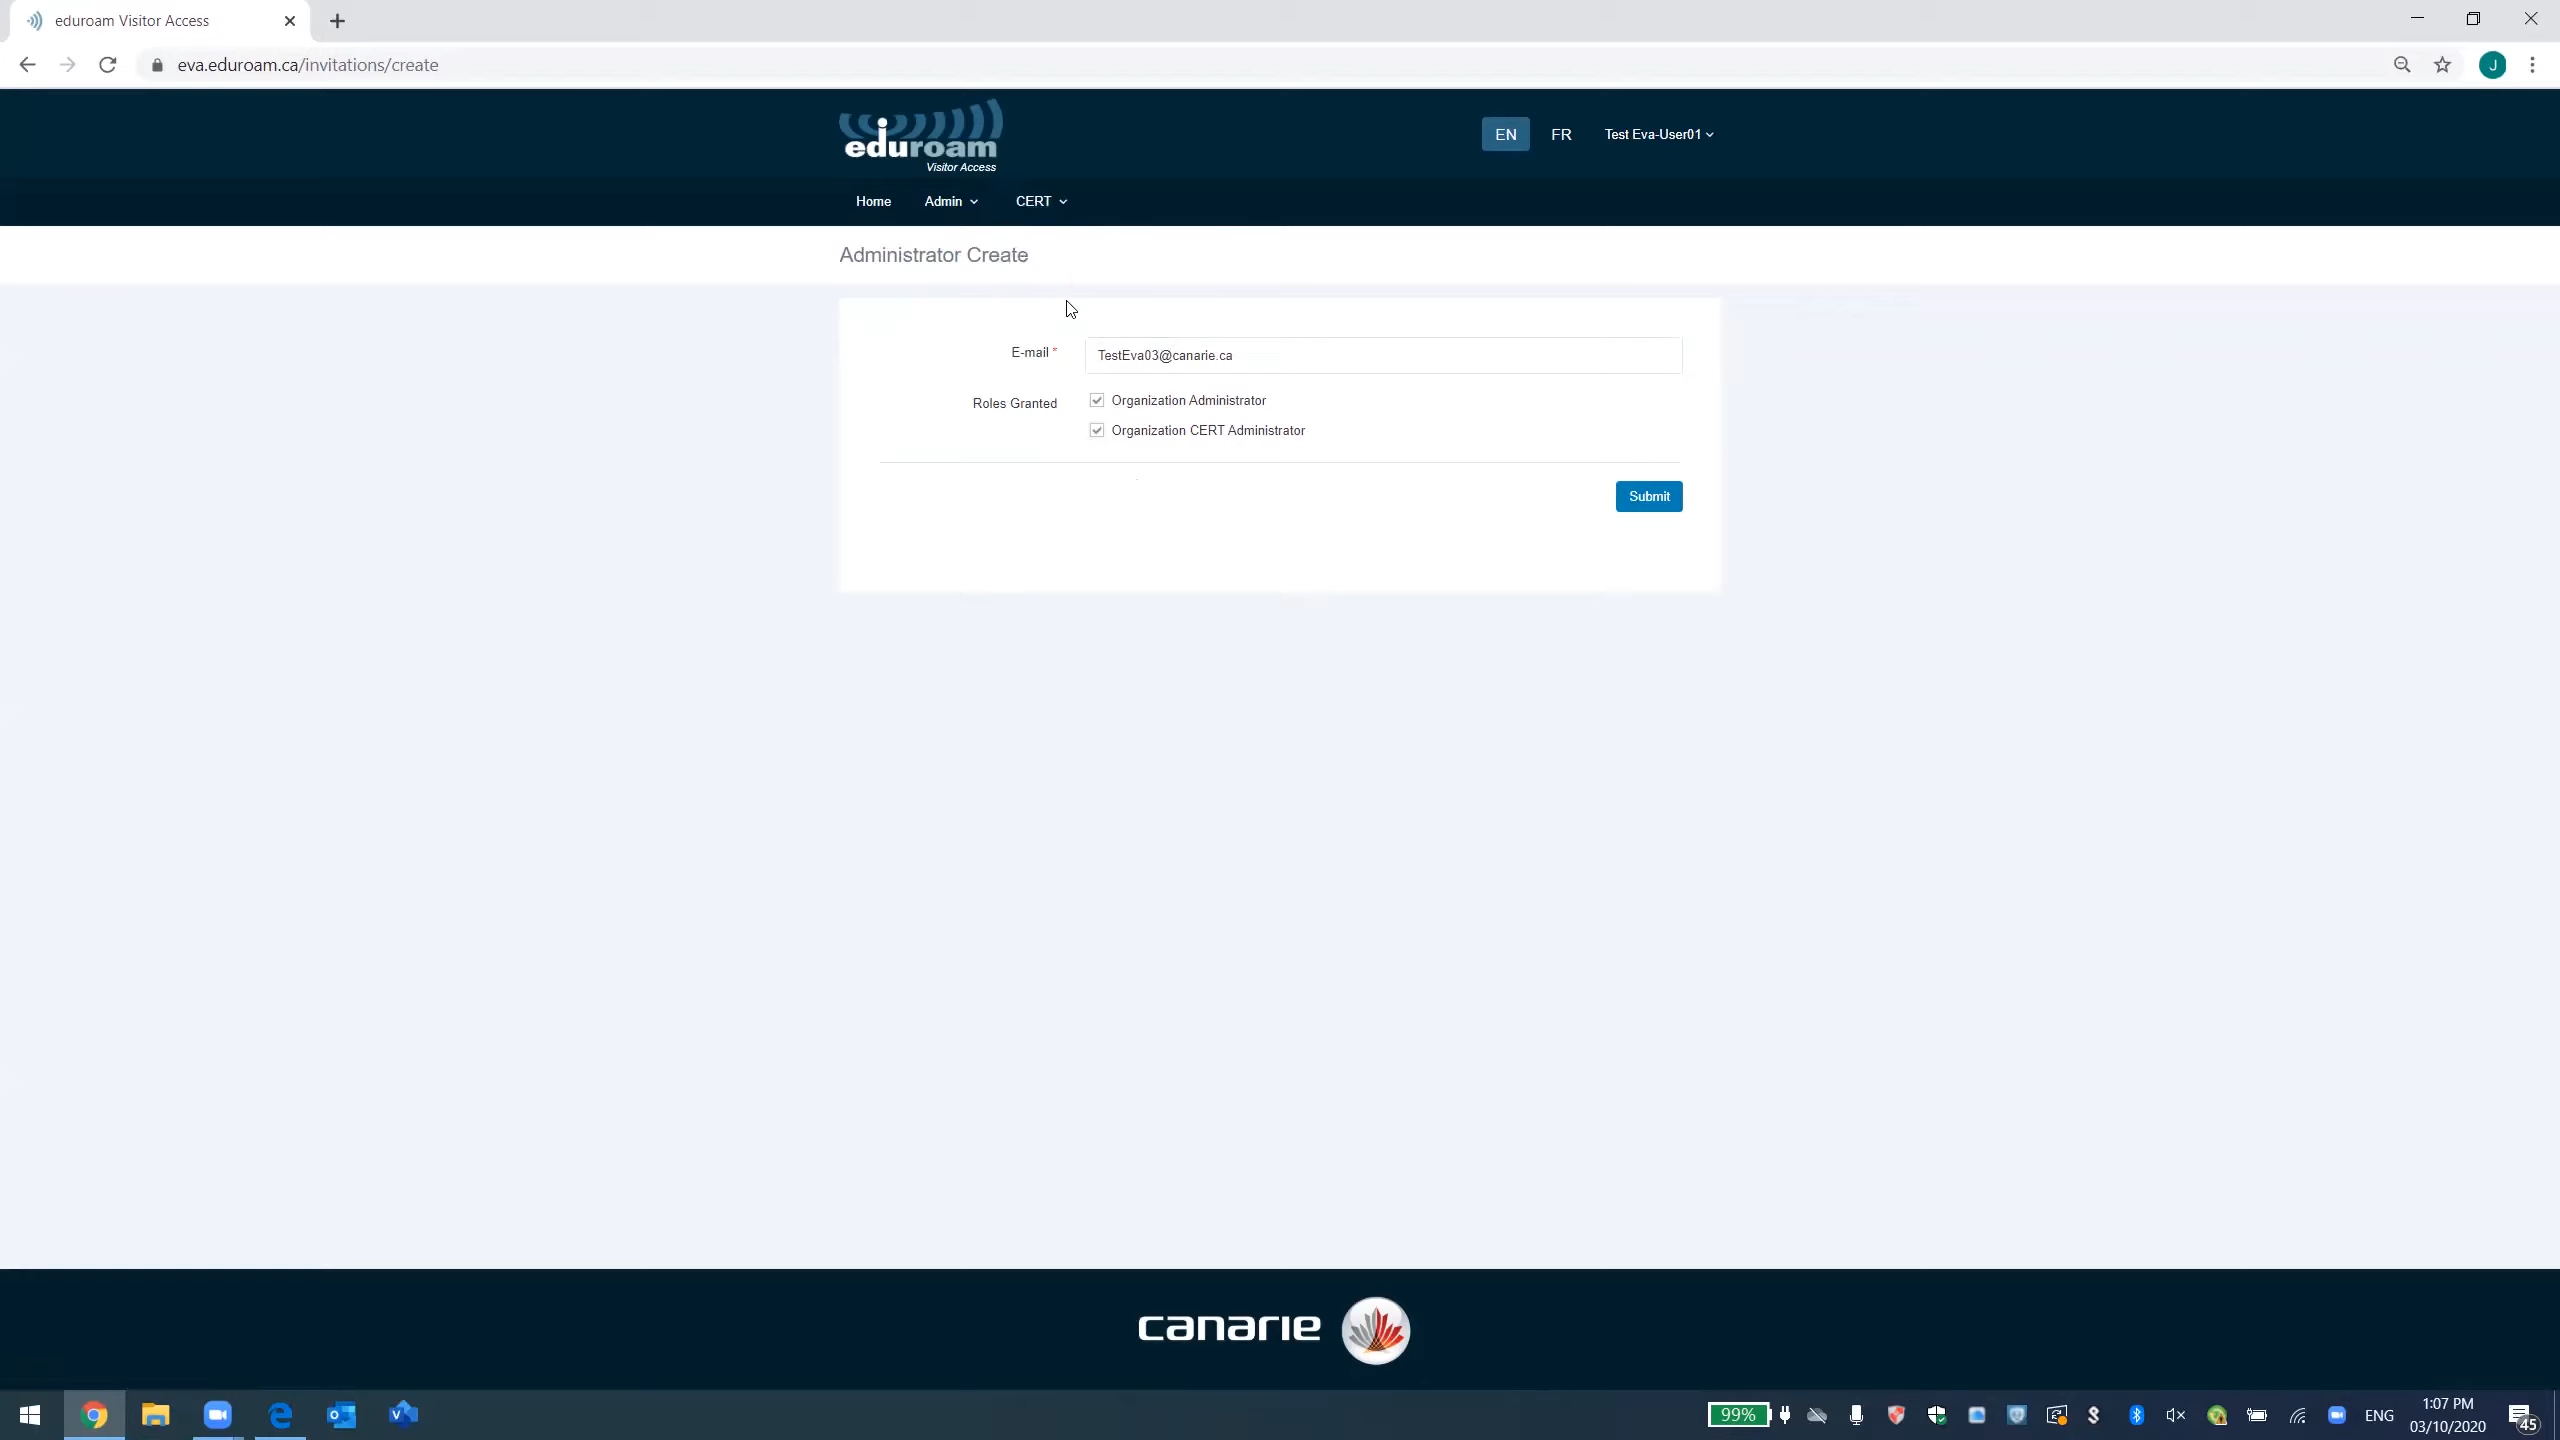 eduroam Visitor Access
eva.eduroam.ca/invitations/create
J
eduroam
Visitor Access
EN FR Test Eva-User01
Home Admin CERT
Administrator Create
E-mail * TestEva03@canarie.ca
Roles Granted Organization Administrator
Organization CERT Administrator
Submit
canarie
99% ENG 1:07 PM
03/10/2020
45